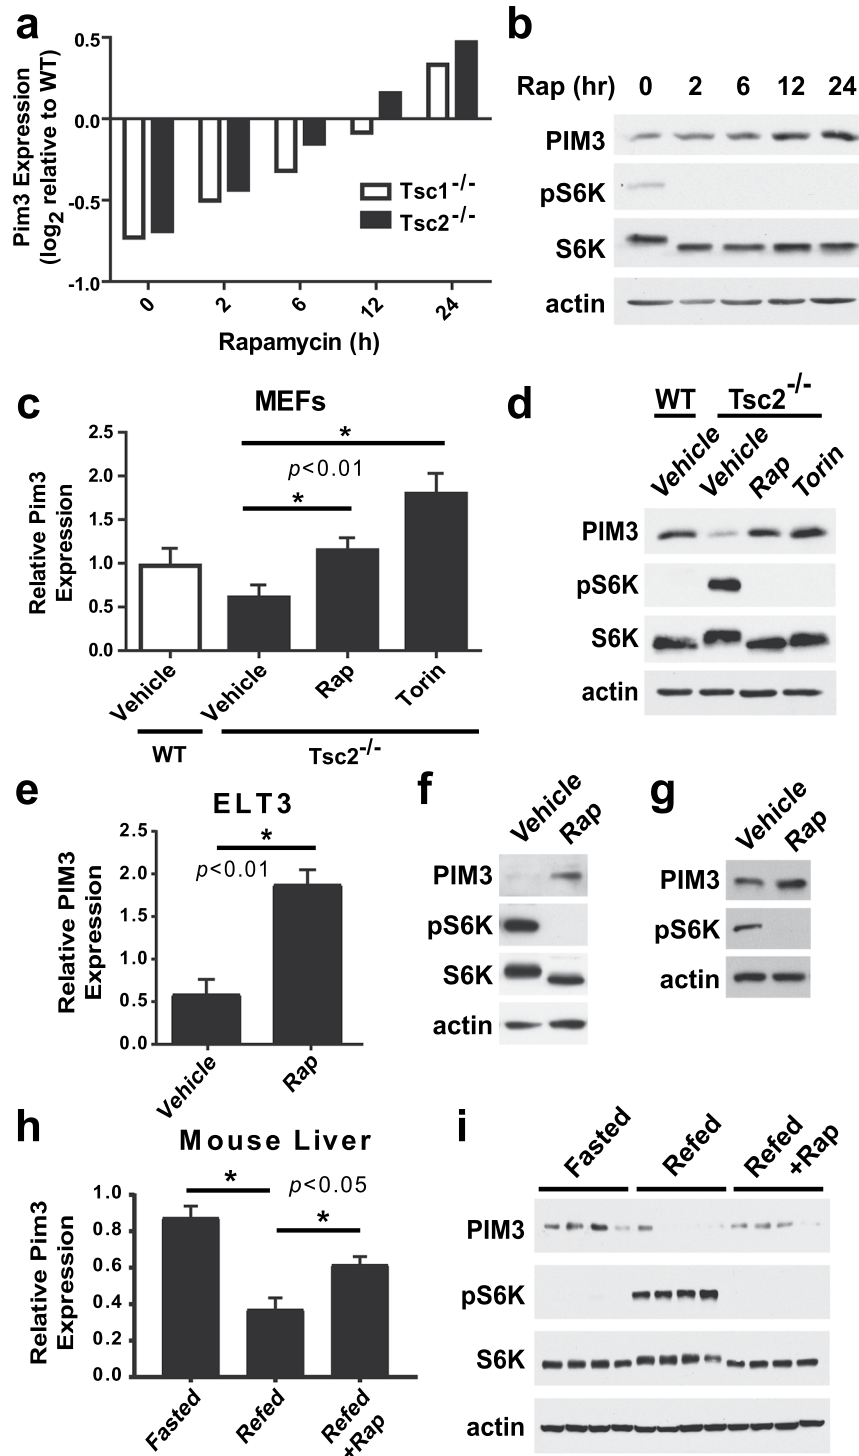 a
Pim3 Expression
(log2 relative to WT)
0.5
0.0
-0.5
-1.0
Tsc1-/-
Tsc2-/-
0 2 6 12 24
Rapamycin (h)
b
Rap (hr) 0 2 6 12 24
PIM3
pS6K
S6K
actin
c
MEFs
Relative Pim3
Expression
2.5
2.0
1.5
1.0
0.5
0.0
*
p<0.01
*
Vehicle Vehicle Rap Torin
WT Tsc2-/-
d
WT Tsc2-/-
Vehicle Vehicle Rap Torin
PIM3
pS6K
S6K
actin
e
ELT3
Relative PIM3
Expression
2.5
2.0
1.5
1.0
0.5
0.0
*
p<0.01
Vehicle Rap
f
Vehicle Rap
PIM3
pS6K
S6K
actin
g
Vehicle Rap
PIM3
pS6K
actin
h
Mouse Liver
Relative Pim3
Expression
1.0
0.8
0.6
0.4
0.2
0.0
*
p<0.05
*
Fasted Refed Refed
+Rap
i
Fasted Refed Refed
+Rap
PIM3
pS6K
S6K
actin